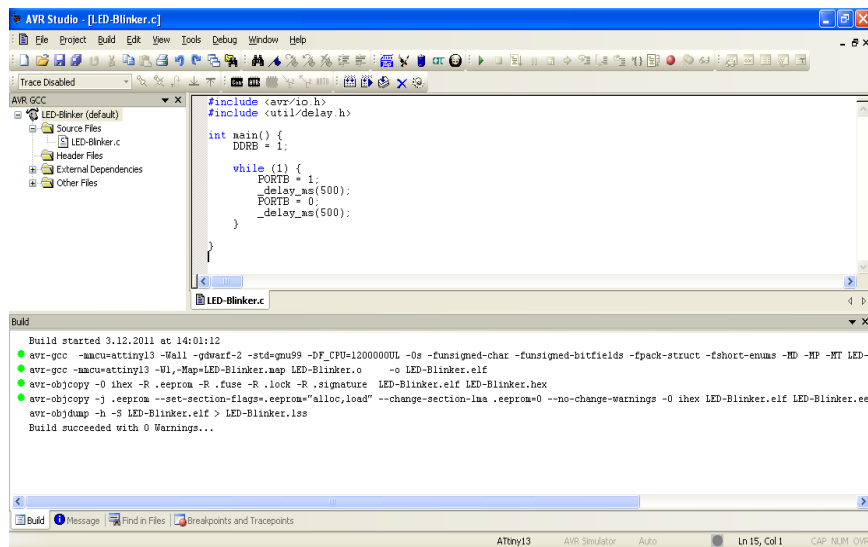 AVR Studio - [LED-Blinker.c]
File Project Build Edit View Tools Debug Window Help
Trace Disabled
AVR GCC
LED-Blinker (default)
Source Files
LED-Blinker.c
Header Files
External Dependencies
Other Files
#include <avr/io.h>
#include <util/delay.h>
int main() {
DDRB = 1;
while (1) {
PORTB = 1;
_delay_ms(500);
PORTB = 0;
_delay_ms(500);
}
}
LED-Blinker.c
Build
Build started 3.12.2011 at 14:01:12
avr-gcc -mmcu=attiny13 -Wall -gdwarf-2 -std=gnu99 -DF_CPU=1200000UL -Os -funsigned-char -funsigned-bitfields -fpack-struct -fshort-enums -MD -MP -MT LED-
avr-gcc -mmcu=attiny13 -Wl,-Map=LED-Blinker.map LED-Blinker.o -o LED-Blinker.elf
avr-objcopy -O ihex -R .eeprom -R .fuse -R .lock -R .signature LED-Blinker.elf LED-Blinker.hex
avr-objcopy -j .eeprom --set-section-flags=.eeprom="alloc,load" --change-section-lma .eeprom=0 --no-change-warnings -O ihex LED-Blinker.elf LED-Blinker.ee
avr-objdump -h -S LED-Blinker.elf > LED-Blinker.lss
Build succeeded with 0 Warnings...
Build Message Find in Files Breakpoints and Tracepoints
ATtiny13 AVR Simulator Auto Ln 15, Col 1 CAP NUM OVR